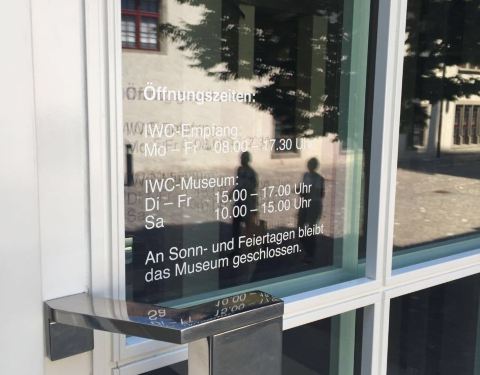 Öffnungszeiten:
IWC-Empfang:
Mo – Fr 08.00 – 17.30 Uhr
IWC-Museum:
Di – Fr 15.00 – 17.00 Uhr
Sa 10.00 – 15.00 Uhr
An Sonn- und Feiertagen bleibt
das Museum geschlossen.